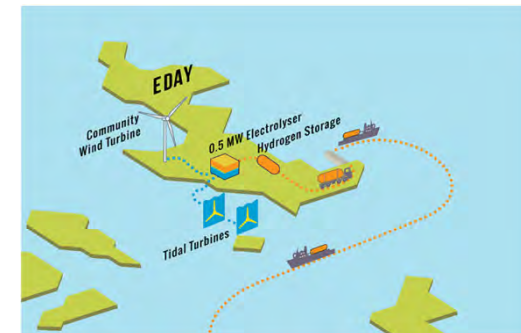 EDAY
Community
Wind Turbine
0.5 MW Electrolyser
Hydrogen Storage
Tidal Turbines